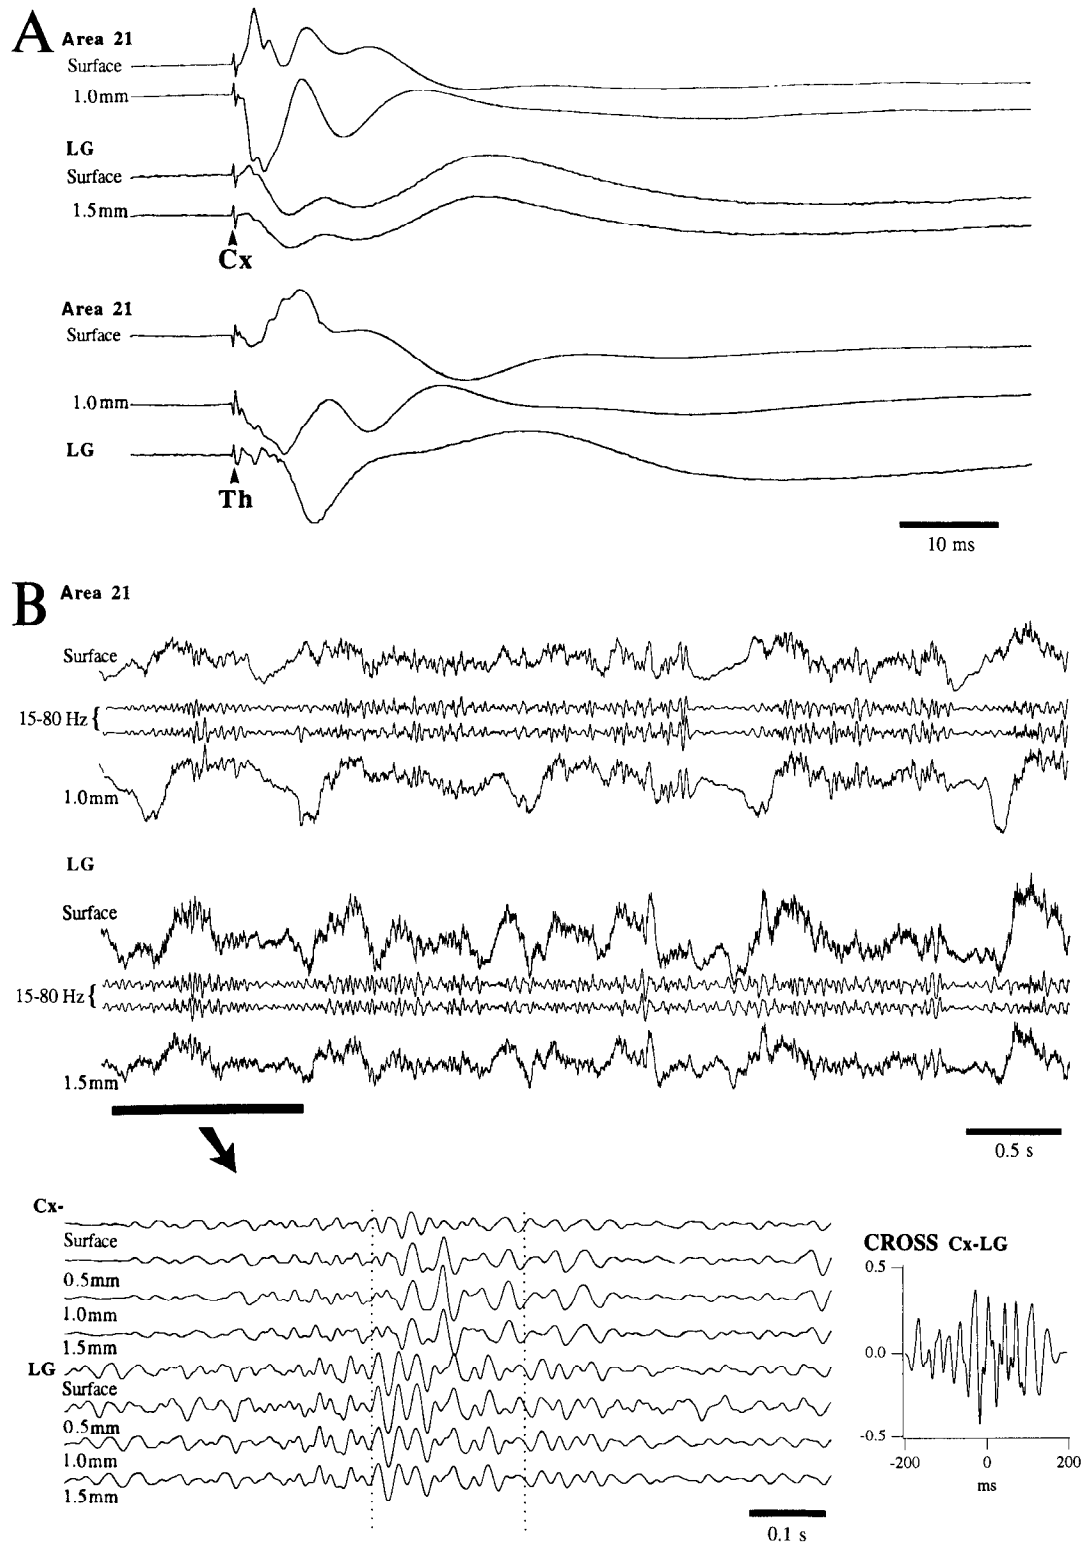 A
Area 21
Surface
1.0mm
LG
Surface
1.5mm
Cx
Area 21
Surface
1.0mm
LG
Th
10 ms
B
Area 21
Surface
15-80 Hz {
1.0mm
LG
Surface
15-80 Hz {
1.5mm
0.5 s
Cx-
Surface
0.5mm
1.0mm
1.5mm
LG
Surface
0.5mm
1.0mm
1.5mm
0.1 s
CROSS Cx-LG
0.5
0.0
-0.5
-200 0 200
ms